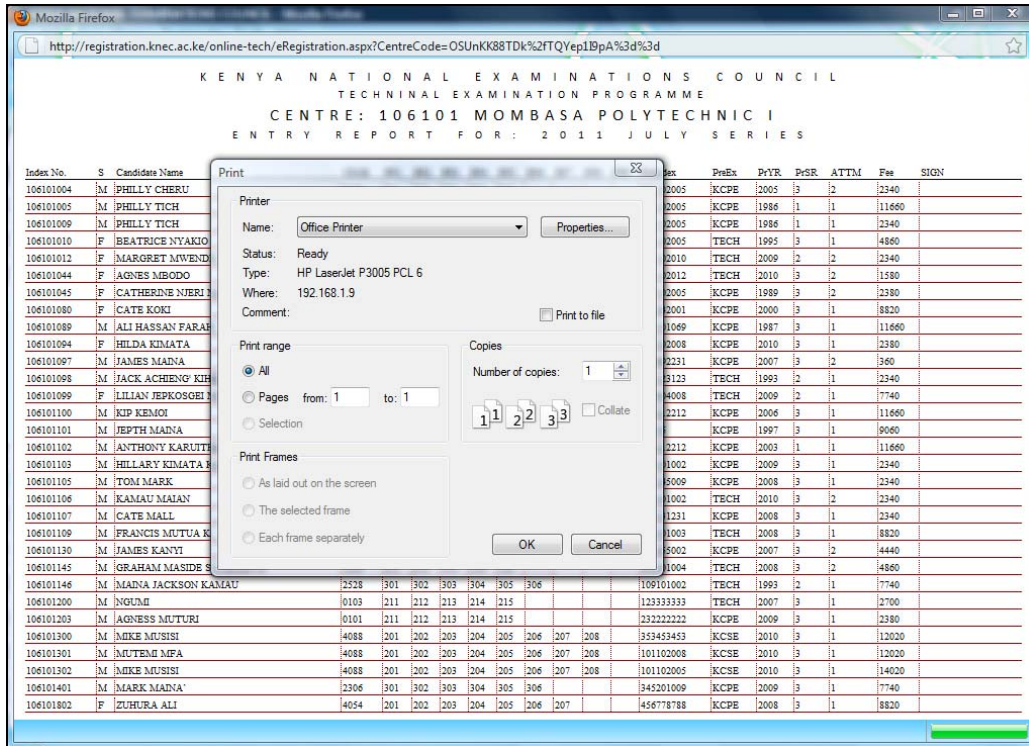 Mozilla Firefox
http://registration.knec.ac.ke/online-tech/eRegistration.aspx?CentreCode=OSUnKK88TDk%2fTQYep1I9pA%3d%3d
KENYA NATIONAL EXAMINATIONS COUNCIL
TECHNINAL EXAMINATION PROGRAMME
CENTRE: 106101 MOMBASA POLYTECHNIC I
ENTRY REPORT FOR: 2011 JULY SERIES
Index No. S Candidate Name PreEx PrYR PrSR ATTM Fee SIGN
106101004 M PHILLY CHERU 2005 KCPE 2005 3 2 2340
106101005 M PHILLY TICH 2005 KCPE 1986 1 1 11660
106101009 M PHILLY TICH 2005 KCPE 1986 1 1 2340
106101010 F BEATRICE NYAKIO 2005 TECH 1995 3 1 4860
106101012 F MARGRET MWEND 2010 TECH 2009 2 2 2340
106101044 F AGNES MBODO 2012 TECH 2010 3 2 1580
106101045 F CATHERINE NJERI 2005 KCPE 1989 3 2 2380
106101080 F CATE KOKI 2001 KCPE 2000 3 1 8820
106101089 M ALI HASSAN FARAH 1069 KCPE 1987 3 1 11660
106101094 F HILDA KIMATA 2008 KCPE 2010 3 1 2380
106101097 M JAMES MAINA 2231 KCPE 2007 3 2 360
106101098 M JACK ACHIENG' KIH 3123 TECH 1993 2 1 2340
106101099 F LILIAN JEPKOSGEI 4008 TECH 2009 2 1 7740
106101100 M KIP KEMOI 2212 KCPE 2006 3 1 11660
106101101 M JEPTH MAINA KCPE 1997 3 1 9060
106101102 M ANTHONY KARUITH 2212 KCPE 2003 1 1 11660
106101103 M HILLARY KIMATA 1002 KCPE 2009 3 1 2340
106101105 M TOM MARK 5009 KCPE 2008 3 1 2340
106101106 M KAMAU MAIAN 1002 TECH 2010 3 2 2340
106101107 M CATE MALL 1231 KCPE 2008 3 1 2340
106101109 M FRANCIS MUTUA K 1003 TECH 2008 3 1 8820
106101130 M JAMES KANYI 5002 KCPE 2007 3 2 4440
106101145 M GRAHAM MASIDE 1004 TECH 2008 3 2 4860
106101146 M MAINA JACKSON KAMAU 2528 301 302 303 304 305 306 109101002 TECH 1993 2 1 7740
106101200 M NGUMI 0103 211 212 213 214 215 123333333 TECH 2007 3 1 2700
106101203 M AGNESS MUTURI 0101 211 212 213 214 215 232222222 KCPE 2009 3 1 2380
106101300 M MIKE MUSISI 4088 201 202 203 204 205 206 207 208 353453453 KCSE 2010 3 1 12020
106101301 M MUTEMI MFA 4088 201 202 203 204 205 206 207 208 101102008 KCSE 2010 3 1 12020
106101302 M MIKE MUSISI 4088 201 202 203 204 205 206 207 208 101102005 KCSE 2010 3 1 14020
106101401 M MARK MAINA' 2306 301 302 303 304 305 306 345201009 KCPE 2009 3 1 7740
106101802 F ZUHURA ALI 4054 201 202 203 204 205 206 207 456778788 KCPE 2008 3 1 8820
Print
Printer
Name: Office Printer Properties...
Status: Ready
Type: HP LaserJet P3005 PCL 6
Where: 192.168.1.9
Comment: Print to file
Print range
All
Pages from: 1 to: 1
Selection
Copies
Number of copies: 1
1 1 2 2 3 3 Collate
Print Frames
As laid out on the screen
The selected frame
Each frame separately
OK Cancel